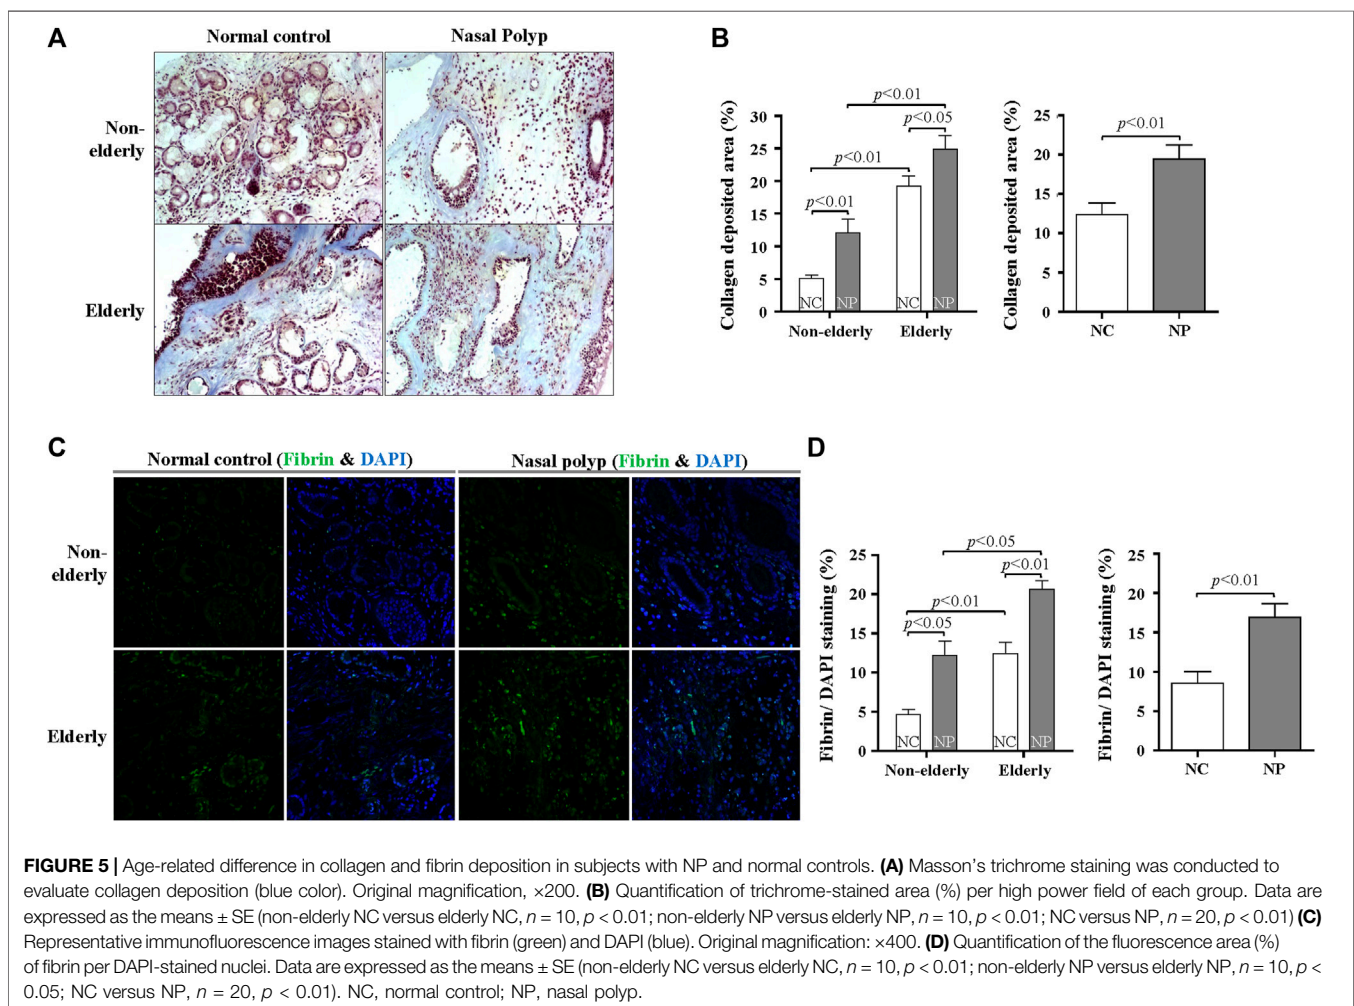 A
Normal control
Nasal Polyp
Non-
elderly
Elderly
B
Collagen deposited area (%)
30
25
20
15
10
5
0
p<0.01
p<0.05
p<0.01
p<0.01
NC
NP
NC
NP
Non-elderly
Elderly
Collagen deposited area (%)
25
20
15
10
5
0
p<0.01
NC
NP
C
Normal control (Fibrin & DAPI)
Nasal polyp (Fibrin & DAPI)
Non-
elderly
Elderly
D
Fibrin/ DAPI staining (%)
25
20
15
10
5
0
p<0.05
p<0.01
p<0.01
p<0.05
NC
NP
NC
NP
Non-elderly
Elderly
Fibrin/ DAPI staining (%)
25
20
15
10
5
0
p<0.01
NC
NP
FIGURE 5 | Age-related difference in collagen and fibrin deposition in subjects with NP and normal controls. (A) Masson's trichrome staining was conducted to
evaluate collagen deposition (blue color). Original magnification, ×200. (B) Quantification of trichrome-stained area (%) per high power field of each group. Data are
expressed as the means ± SE (non-elderly NC versus elderly NC, n = 10, p < 0.01; non-elderly NP versus elderly NP, n = 10, p < 0.01; NC versus NP, n = 20, p < 0.01) (C)
Representative immunofluorescence images stained with fibrin (green) and DAPI (blue). Original magnification: ×400. (D) Quantification of the fluorescence area (%)
of fibrin per DAPI-stained nuclei. Data are expressed as the means ± SE (non-elderly NC versus elderly NC, n = 10, p < 0.01; non-elderly NP versus elderly NP, n = 10, p <
0.05; NC versus NP, n = 20, p < 0.01). NC, normal control; NP, nasal polyp.